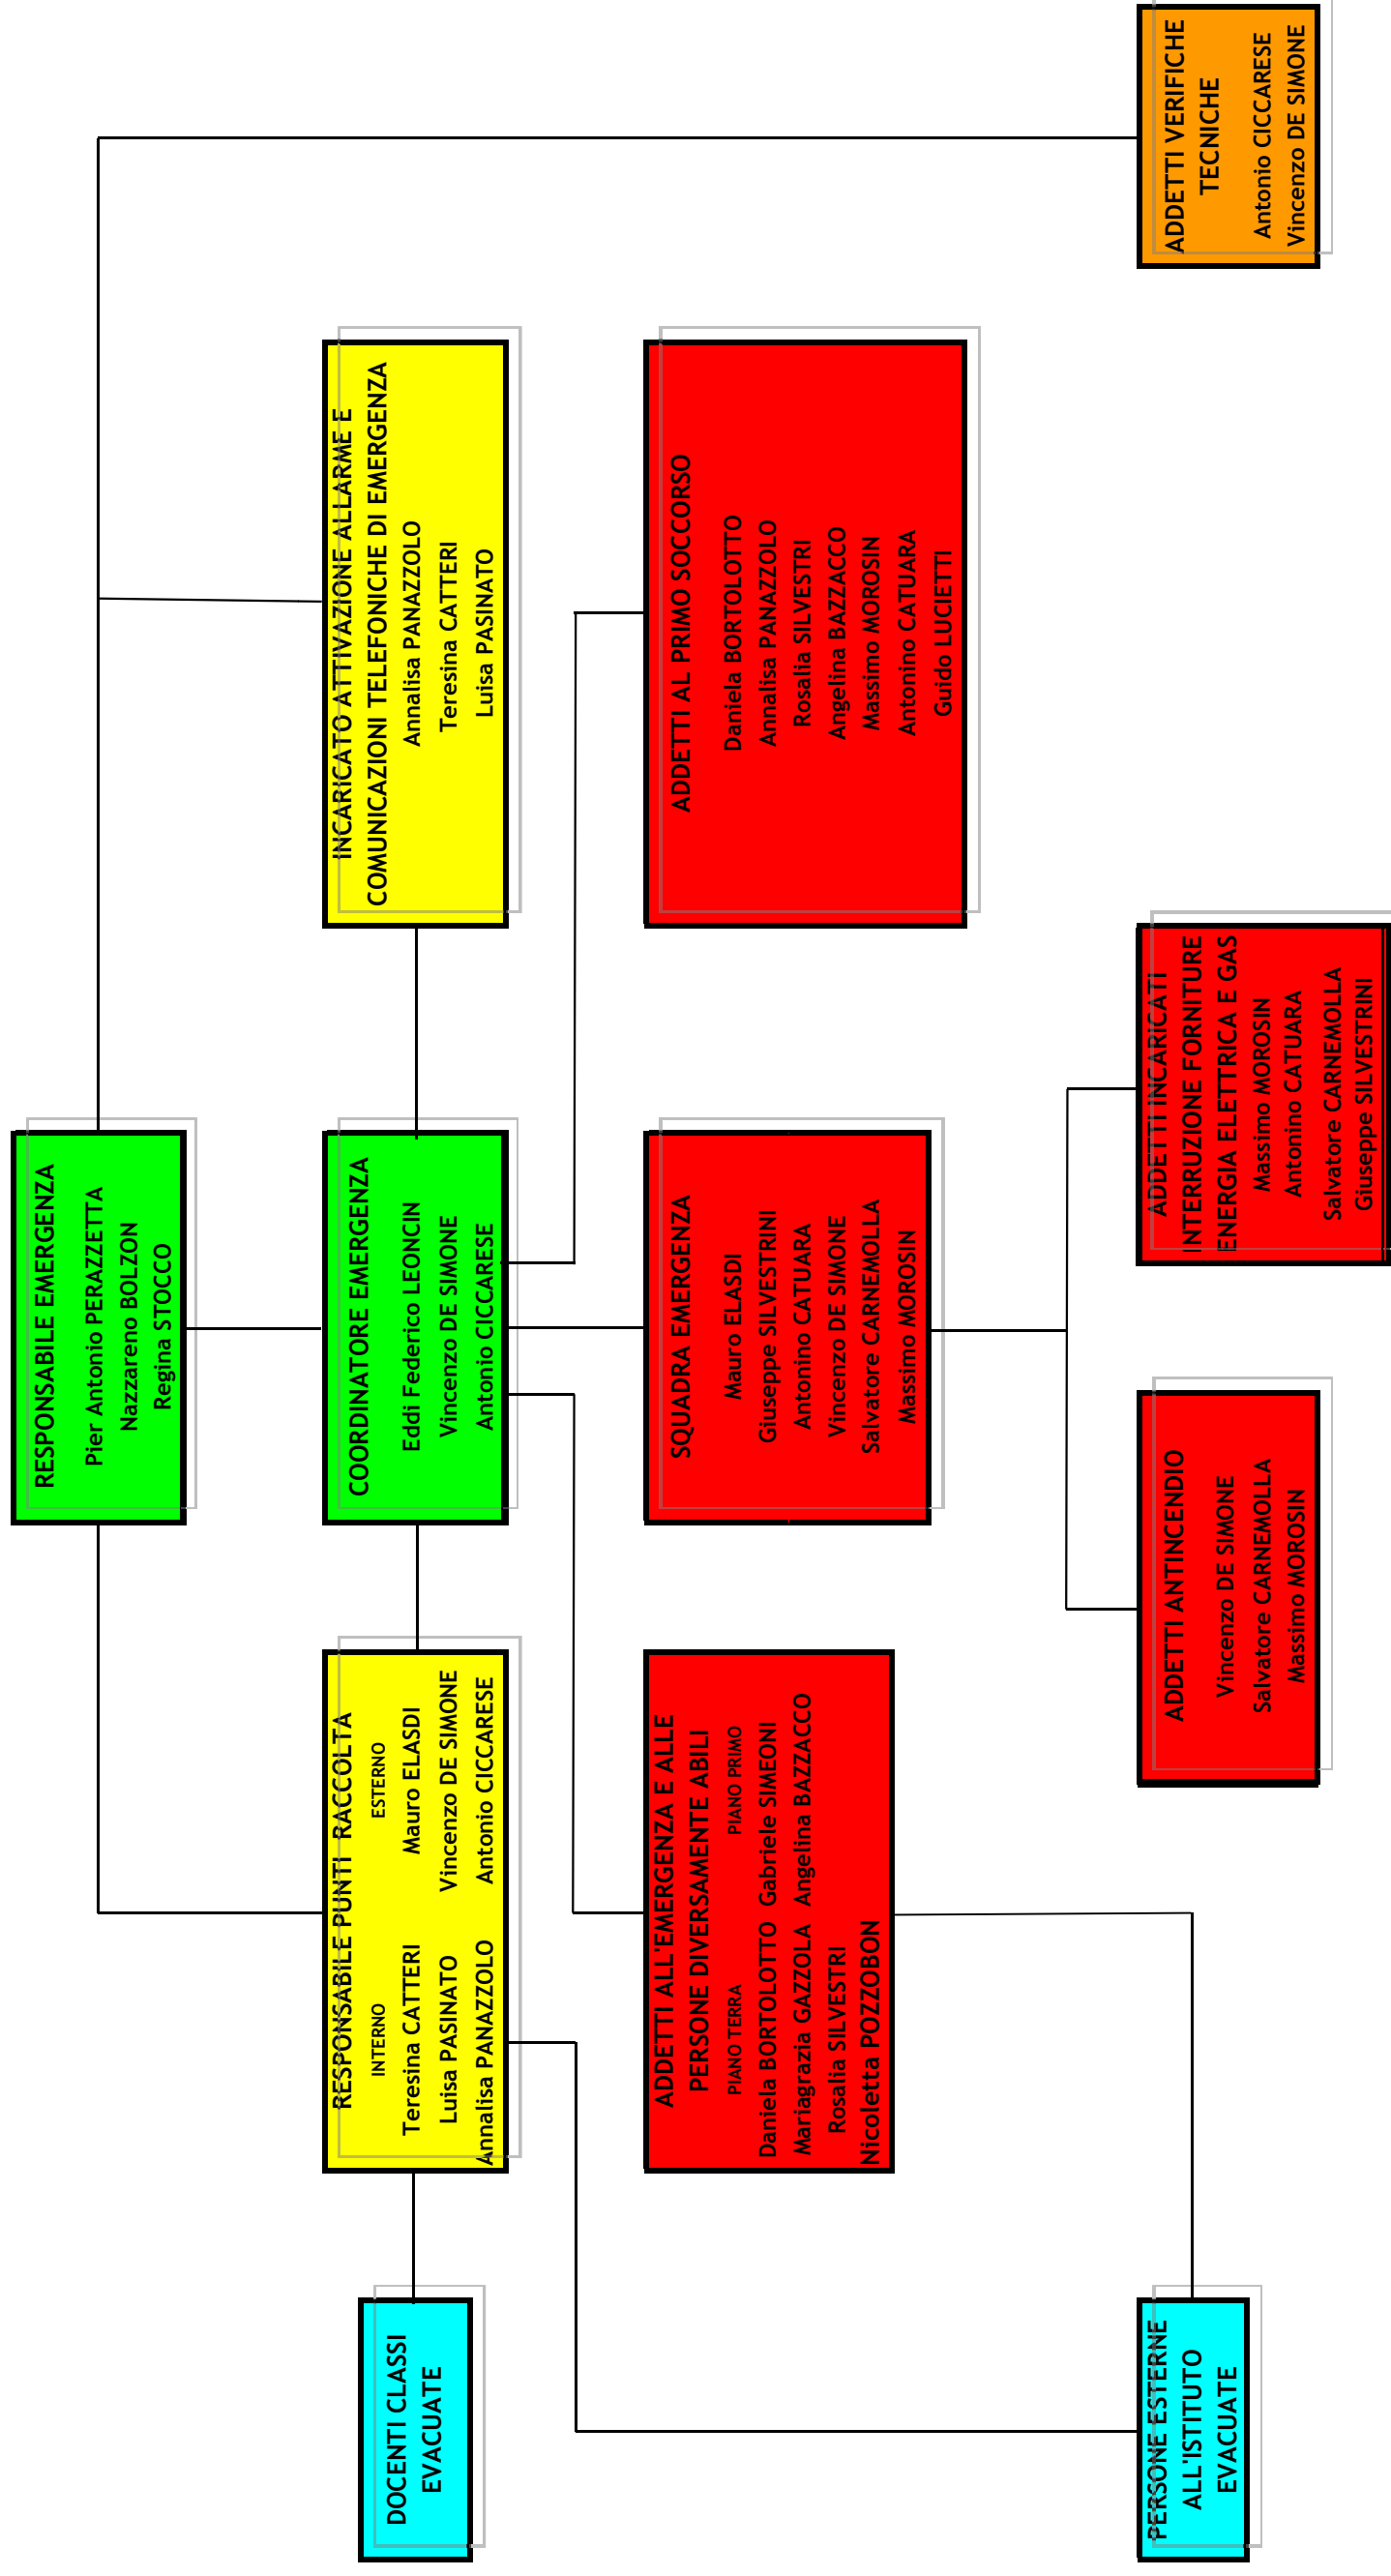 RESPONSABILE EMERGENZA
Pier Antonio PERAZZETTA
Nazzareno BOLZON
Regina STOCCO
DOCENTI CLASSI
EVACUATE
RESPONSABILE PUNTI RACCOLTA
INTERNO ESTERNO
Teresina CATTERI Mauro ELASDI
Luisa PASINATO Vincenzo DE SIMONE
Annalisa PANAZZOLO Antonio CICCARESE
COORDINATORE EMERGENZA
Eddi Federico LEONCIN
Vincenzo DE SIMONE
Antonio CICCARESE
INCARICATO ATTIVAZIONE ALLARME E
COMUNICAZIONI TELEFONICHE DI EMERGENZA
Annalisa PANAZZOLO
Teresina CATTERI
Luisa PASINATO
ADDETTI ALL'EMERGENZA E ALLE
PERSONE DIVERSAMENTE ABILI
PIANO TERRA PIANO PRIMO
Daniela BORTOLOTTO Gabriele SIMEONI
Mariagrazia GAZZOLA Angelina BAZZACCO
Rosalia SILVESTRI
Nicoletta POZZOBON
SQUADRA EMERGENZA
Mauro ELASDI
Giuseppe SILVESTRINI
Antonino CATUARA
Vincenzo DE SIMONE
Salvatore CARNEMOLLA
Massimo MOROSIN
ADDETTI AL PRIMO SOCCORSO
Daniela BORTOLOTTO
Annalisa PANAZZOLO
Rosalia SILVESTRI
Angelina BAZZACCO
Massimo MOROSIN
Antonino CATUARA
Guido LUCIETTI
PERSONE ESTERNE
ALL'ISTITUTO
EVACUATE
ADDETTI ANTINCENDIO
Vincenzo DE SIMONE
Salvatore CARNEMOLLA
Massimo MOROSIN
ADDETTI INCARICATI
INTERRUZIONE FORNITURE
ENERGIA ELETTRICA E GAS
Massimo MOROSIN
Antonino CATUARA
Salvatore CARNEMOLLA
Giuseppe SILVESTRINI
ADDETTI VERIFICHE
TECNICHE
Antonio CICCARESE
Vincenzo DE SIMONE